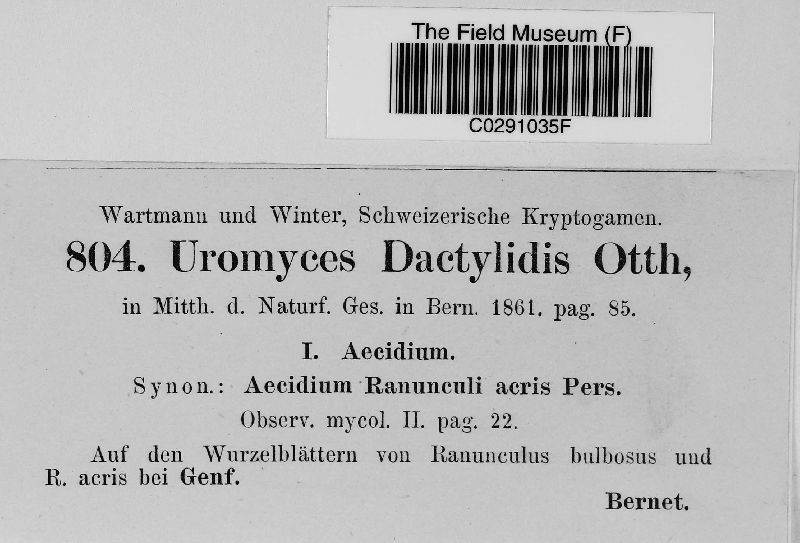 The Field Museum (F)
C0291035F
Wartmann und Winter, Schweizerische Kryptogamen.
804. Uromyces Dactylidis Otth,
in Mitth. d. Naturf. Ges. in Bern. 1861. pag. 85.
I. Aecidium.
Synon.: Aecidium Ranunculi acris Pers.
Observ. mycol. II. pag. 22.
Auf den Wurzelblättern von Ranunculus bulbosus und
R. acris bei Genf.
Bernet.